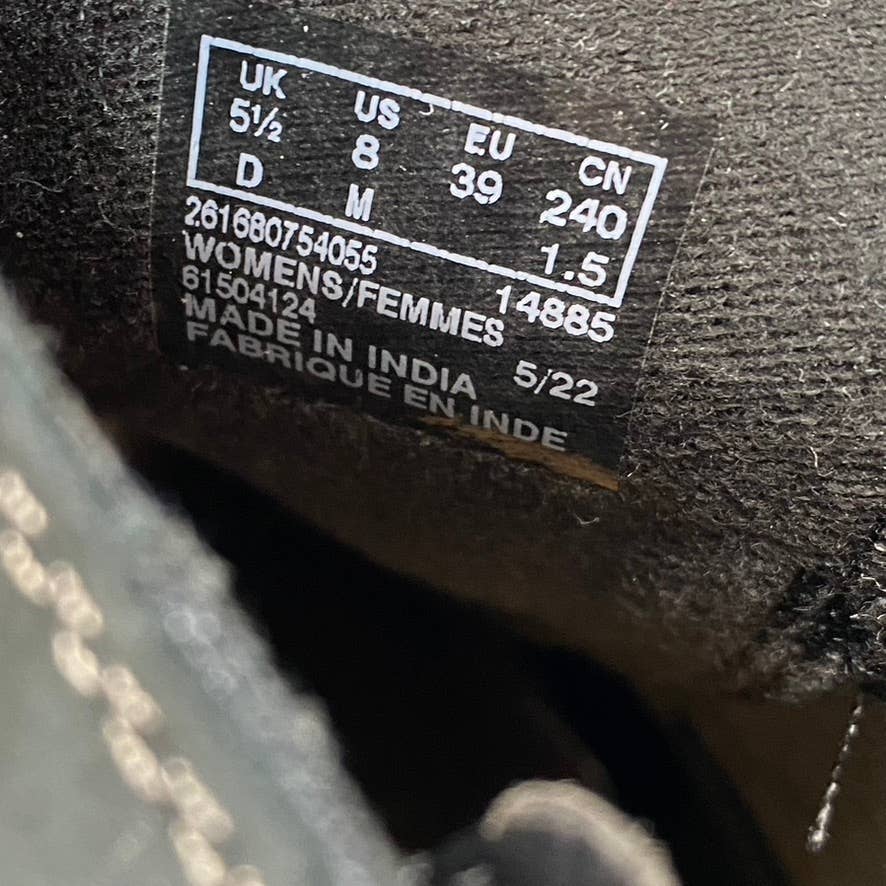 UK US EU CN
5½ 8 39 240
D M 1.5
261680754055 14885
WOMENS/FEMMES
61504124 5/22
MADE IN INDIA
FABRIQUE EN INDE